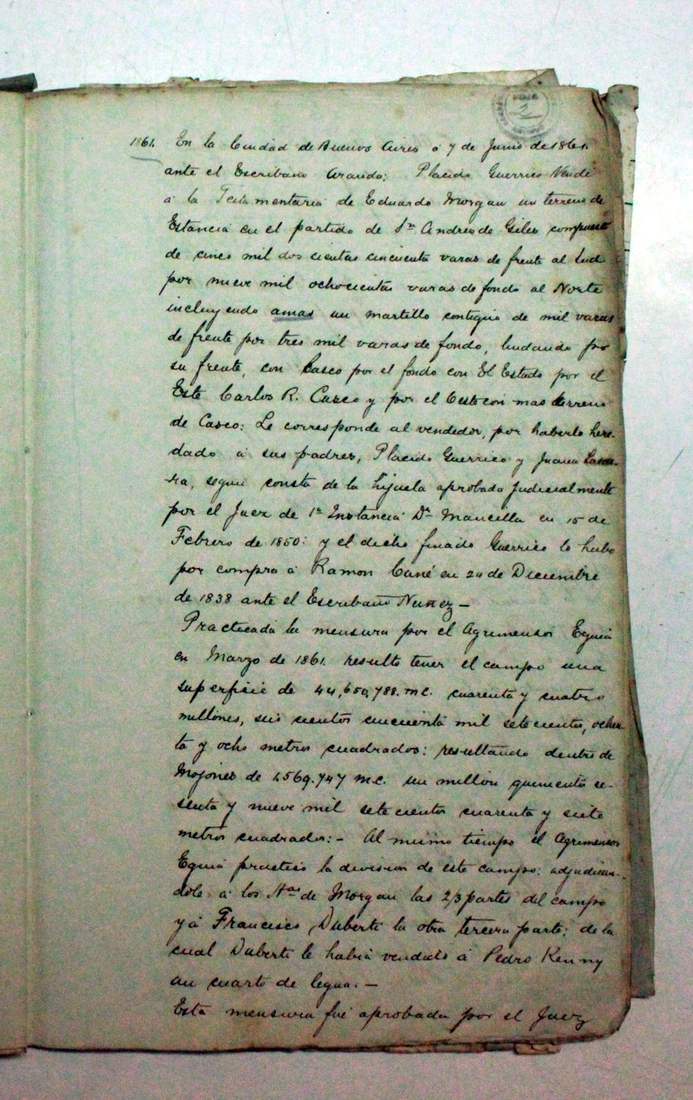 1861. En la Ciudad de Buenos Aires a 7 de Junio de 1861.
ante el Escribano Araujo: Placido Guerrico Vende
á la Testamentaria de Eduardo Morgan un terreno de
Estancia en el partido de Sn Andres de Giles compuesto
de cinco mil dos cientas cincuenta varas de frente al Sud
por nueve mil ochocientas varas de fondo al Norte
incluyendo amas un martillo contiguo de mil varas
de frente por tres mil varas de fondo, lindando por
su frente, con Casco por el fondo con El Estado por el
Este Carlos R. Casco y por el Oeste con mas terreno
de Casco: Le corresponde al vendedor, por haberlo here-
dado á sus padres, Placido Guerrico y Juana
segun consta de la hijuela aprobada Judicialmente
por el Juez de 1a Instancia Dr Mancilla en 15 de
Febrero de 1850: y el dicho finado Guerrico lo hubo
por compra á Ramon Cané en 24 de Diciembre
de 1838 ante el Escribano Nuñez –
Practicada la mensura por el Agrimensor Eguia
en Marzo de 1861. resulta tener el campo una
superfisie de 44,650,788. m.c. cuarenta y cuatro
millones, seis cientos cincuenta mil setecientos, ochen-
ta y ocho metros cuadrados: resultando dentro de
Mojones de 1.569.747 m.c. un millon quinientos se-
senta y nueve mil setecientos cuarenta y siete
metros cuadrados: – Al mismo tiempo el Agrimensor
Eguia practico la division de este campo: adjudican-
dole á los de Morgan las 2/3 partes del campo
y á Francisco Duberti la otra tercera parte; de la
cual Duberti le habia vendido á Pedro Kenny
un cuarto de legua. –
Esta mensura fué aprobada por el Juez